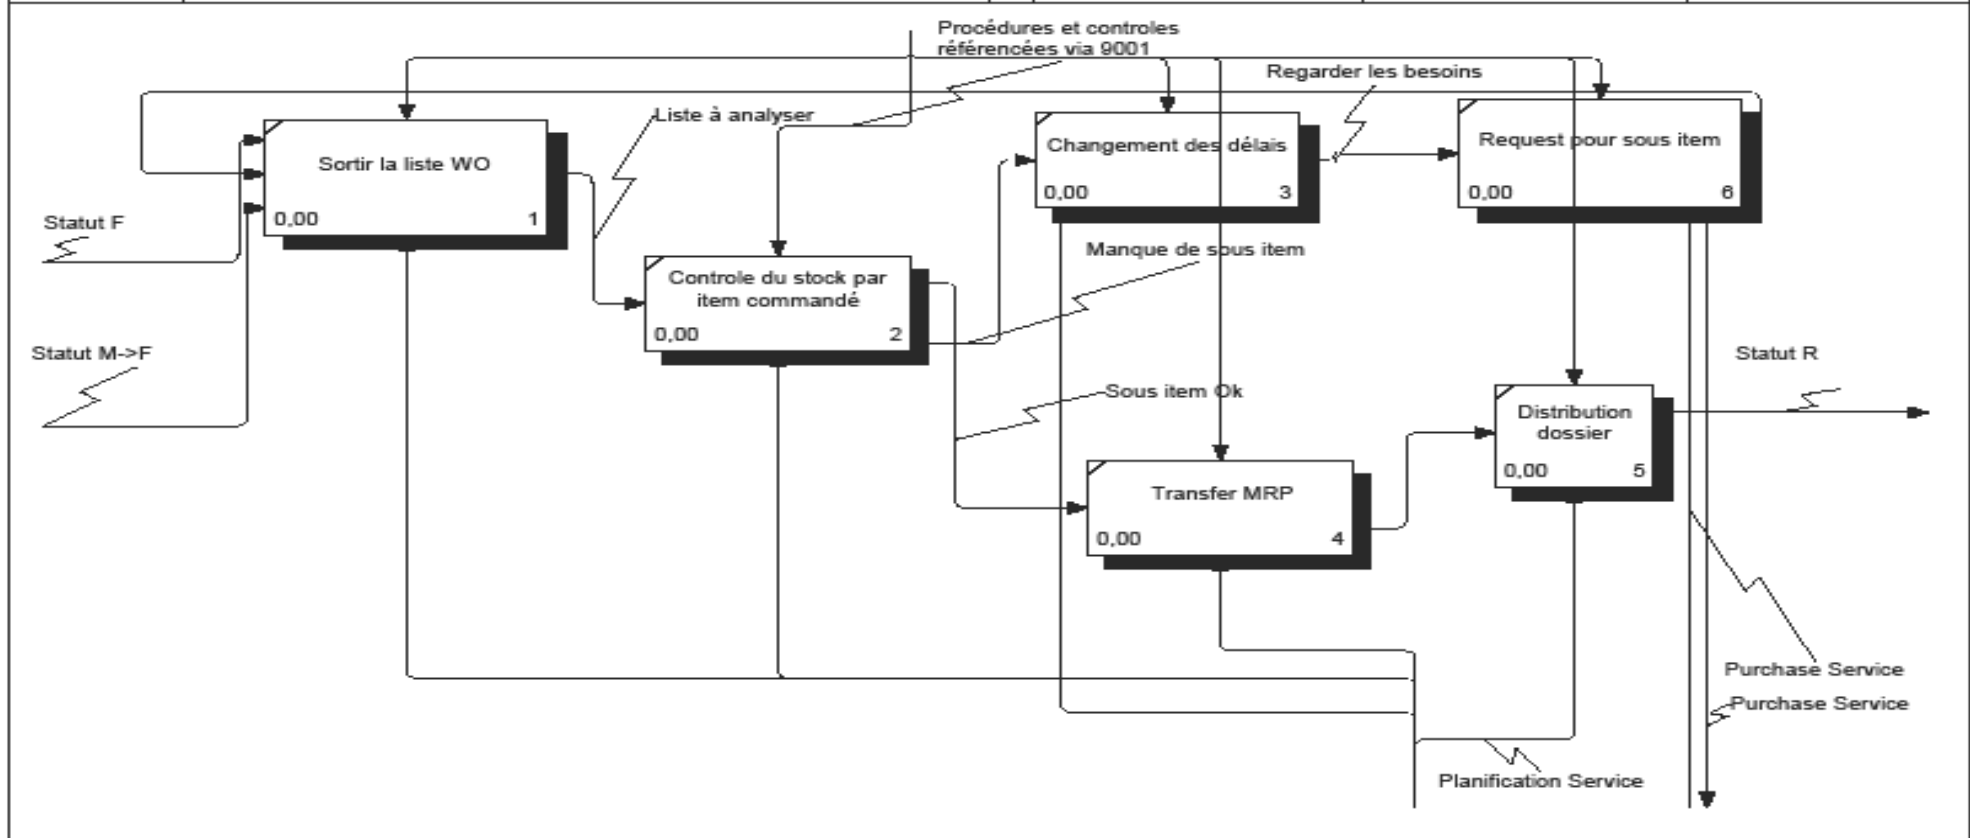 Procédures et controles
référencées via 9001
Regarder les besoins
Liste à analyser
Sortir la liste WO
0,00 1
Changement des délais
0,00 3
Request pour sous item
0,00 6
Statut F
Manque de sous item
Controle du stock par
item commandé
0,00 2
Statut M->F
Statut R
Sous item Ok
Distribution
dossier
0,00 5
Transfer MRP
0,00 4
Purchase Service
Purchase Service
Planification Service